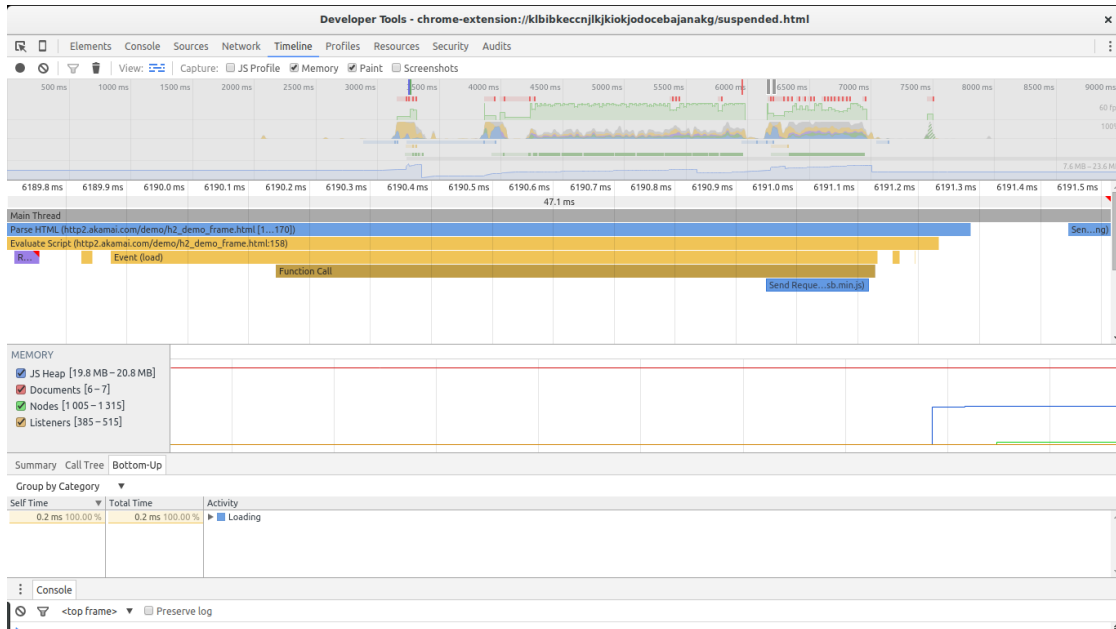 Developer Tools - chrome-extension://klbibkeccnjlkjkiokjodocebajanakg/suspended.html
Elements Console Sources Network Timeline Profiles Resources Security Audits
View: Capture: JS Profile Memory Paint Screenshots
500 ms 1000 ms 1500 ms 2000 ms 2500 ms 3000 ms 3500 ms 4000 ms 4500 ms 5000 ms 5500 ms 6000 ms 6500 ms 7000 ms 7500 ms 8000 ms 8500 ms 9000 ms
60 fp
100%
7.6 MB – 23.6 M
6189.8 ms 6189.9 ms 6190.0 ms 6190.1 ms 6190.2 ms 6190.3 ms 6190.4 ms 6190.5 ms 6190.6 ms 6190.7 ms 6190.8 ms 6190.9 ms 6191.0 ms 6191.1 ms 6191.2 ms 6191.3 ms 6191.4 ms 6191.5 ms
47.1 ms
Main Thread
Parse HTML (http2.akamai.com/demo/h2_demo_frame.html [1…170]) Sen…ng)
Evaluate Script (http2.akamai.com/demo/h2_demo_frame.html:158)
R… Event (load)
Function Call
Send Reque…sb.min.js)
MEMORY
JS Heap [19.8 MB – 20.8 MB]
Documents [6 – 7]
Nodes [1 005 – 1 315]
Listeners [385 – 515]
Summary Call Tree Bottom-Up
Group by Category ▼
Self Time ▼ Total Time Activity
0.2 ms 100.00 % 0.2 ms 100.00 % ▶ Loading
Console
<top frame> ▼ Preserve log